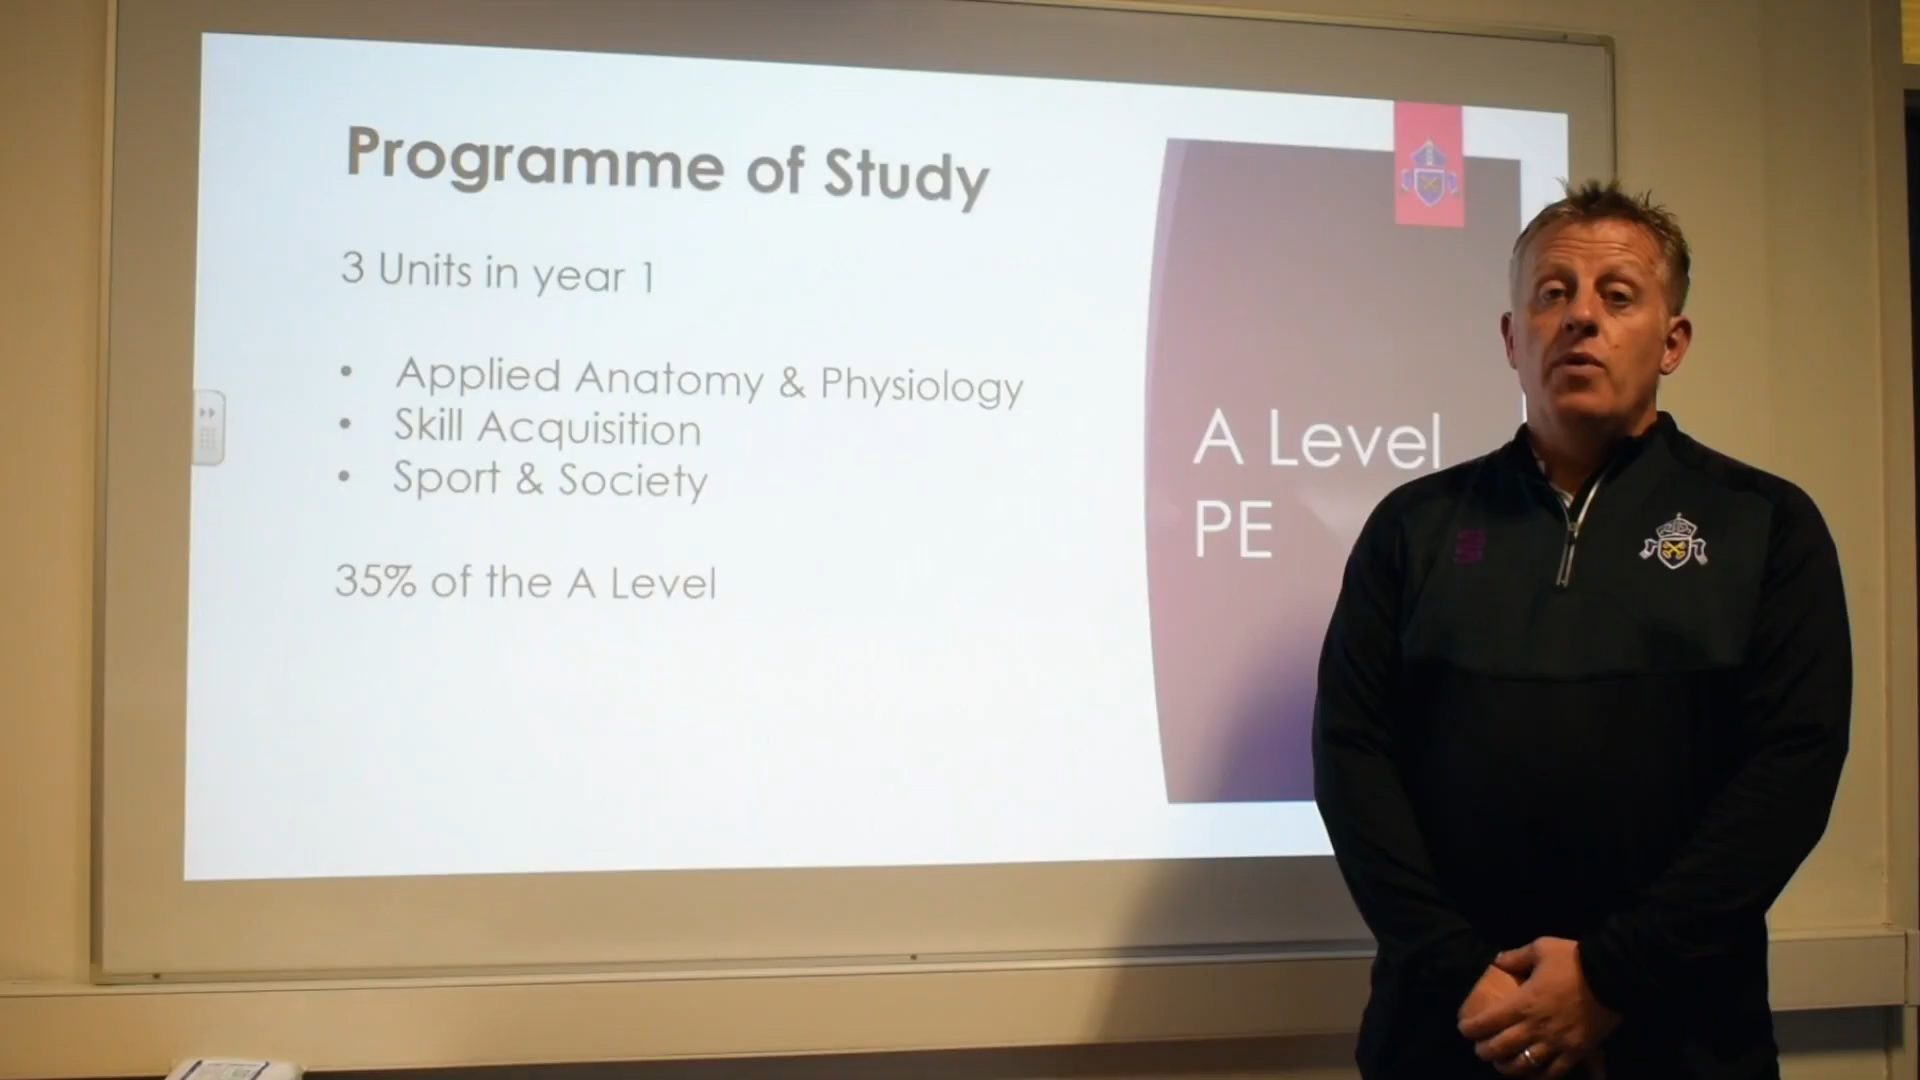 Programme of Study
3 Units in year 1
• Applied Anatomy & Physiology
• Skill Acquisition
• Sport & Society
35% of the A Level
A Level
PE